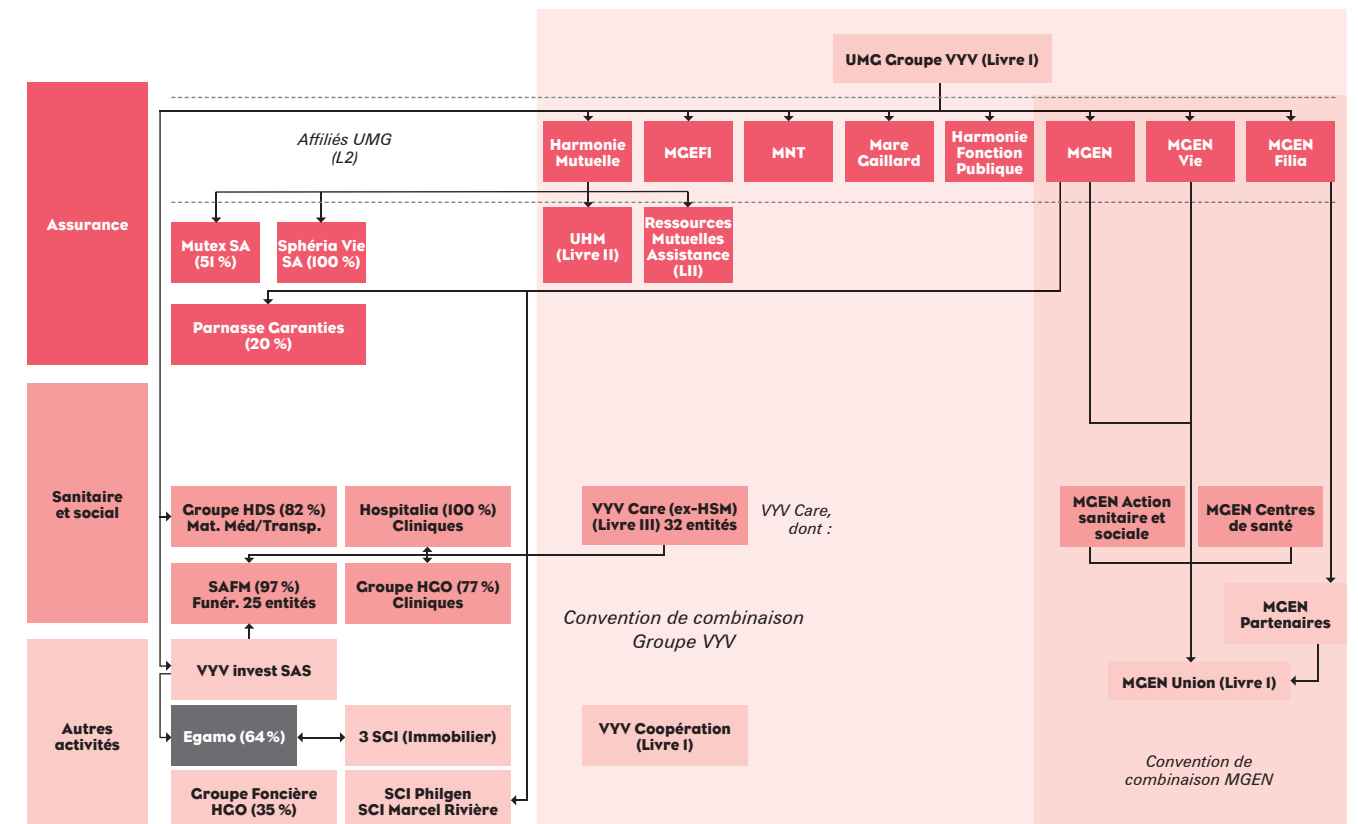 UMG Groupe VYV (Livre I)
Assurance
Affiliés UMG
(L2)
Harmonie
Mutuelle
MGEFI
MNT
Mare
Gaillard
Harmonie
Fonction
Publique
MGEN
MGEN
Vie
MGEN
Filia
Mutex SA
(51 %)
Sphéria Vie
SA (100 %)
UHM
(Livre II)
Ressources
Mutuelles
Assistance
(LII)
Parnasse Garanties
(20 %)
Sanitaire
et social
Groupe HDS (82 %)
Mat. Méd/Transp.
Hospitalia (100 %)
Cliniques
VYV Care (ex-HSM)
(Livre III) 32 entités
VYV Care,
dont :
MGEN Action
sanitaire et
sociale
MGEN Centres
de santé
SAFM (97 %)
Funér. 25 entités
Groupe HGO (77 %)
Cliniques
Convention de combinaison
Groupe VYV
MGEN
Partenaires
Autres
activités
VYV invest SAS
MGEN Union (Livre I)
Egamo (64 %)
3 SCI (Immobilier)
VYV Coopération
(Livre I)
Convention de
combinaison MGEN
Groupe Foncière
HGO (35 %)
SCI Philgen
SCI Marcel Rivière